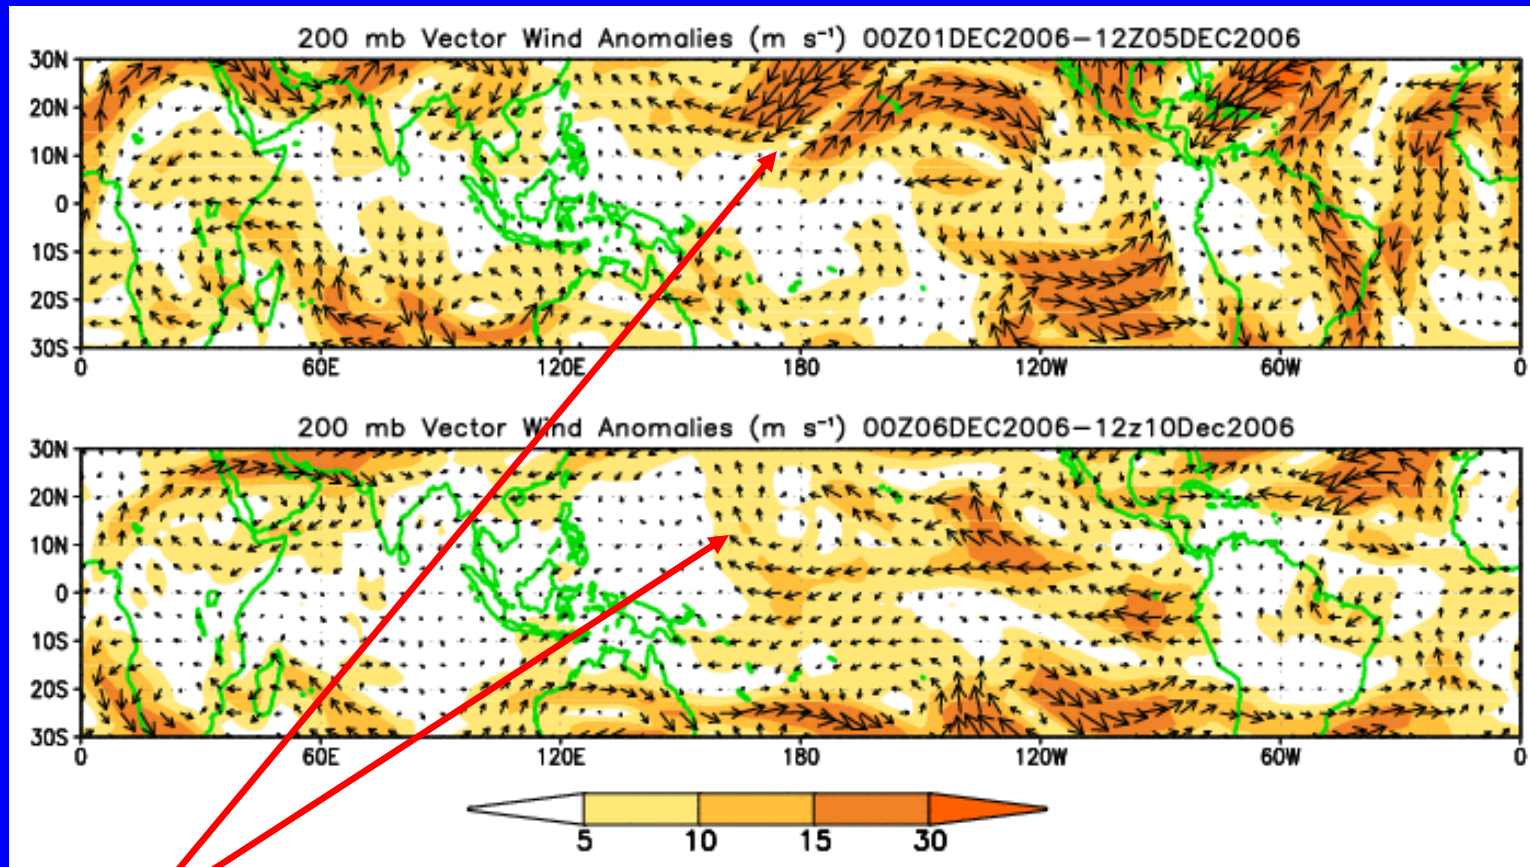 200 mb Vector Wind Anomalies (m s⁻¹) 00Z01DEC2006–12Z05DEC2006
30N
20N
10N
0
10S
20S
30S
0 60E 120E 180 120W 60W 0
200 mb Vector Wind Anomalies (m s⁻¹) 00Z06DEC2006–12z10Dec2006
30N
20N
10N
0
10S
20S
30S
0 60E 120E 180 120W 60W 0
5 10 15 30